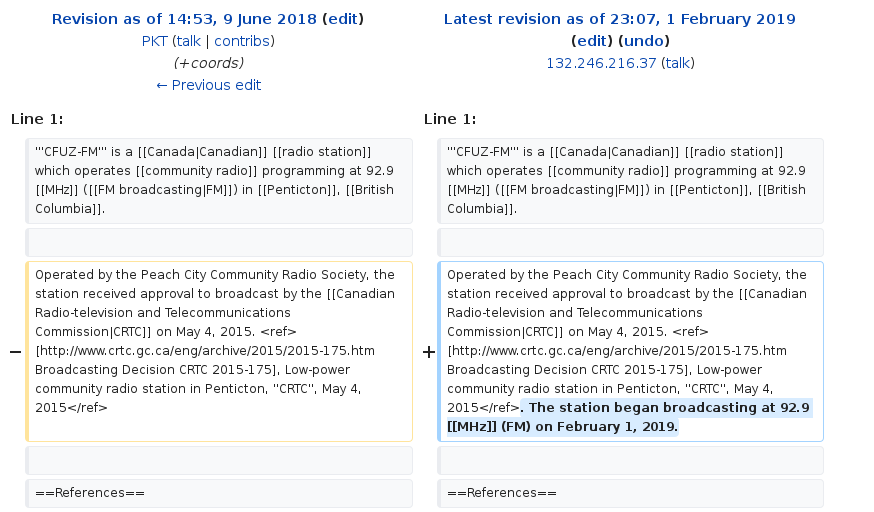 Revision as of 14:53, 9 June 2018 (edit)
PKT (talk | contribs)
(+coords)
← Previous edit
Latest revision as of 23:07, 1 February 2019
(edit) (undo)
132.246.216.37 (talk)
Line 1:
Line 1:
'''CFUZ-FM''' is a [[Canada|Canadian]] [[radio station]]
which operates [[community radio]] programming at 92.9
[[MHz]] ([[FM broadcasting|FM]]) in [[Penticton]], [[British
Columbia]].
'''CFUZ-FM''' is a [[Canada|Canadian]] [[radio station]]
which operates [[community radio]] programming at 92.9
[[MHz]] ([[FM broadcasting|FM]]) in [[Penticton]], [[British
Columbia]].
−
Operated by the Peach City Community Radio Society, the
station received approval to broadcast by the [[Canadian
Radio-television and Telecommunications
Commission|CRTC]] on May 4, 2015. <ref>
[http://www.crtc.gc.ca/eng/archive/2015/2015-175.htm
Broadcasting Decision CRTC 2015-175], Low-power
community radio station in Penticton, ''CRTC'', May 4,
2015</ref>
+
Operated by the Peach City Community Radio Society, the
station received approval to broadcast by the [[Canadian
Radio-television and Telecommunications
Commission|CRTC]] on May 4, 2015. <ref>
[http://www.crtc.gc.ca/eng/archive/2015/2015-175.htm
Broadcasting Decision CRTC 2015-175], Low-power
community radio station in Penticton, ''CRTC'', May 4,
2015</ref>. The station began broadcasting at 92.9
[[MHz]] (FM) on February 1, 2019.
==References==
==References==